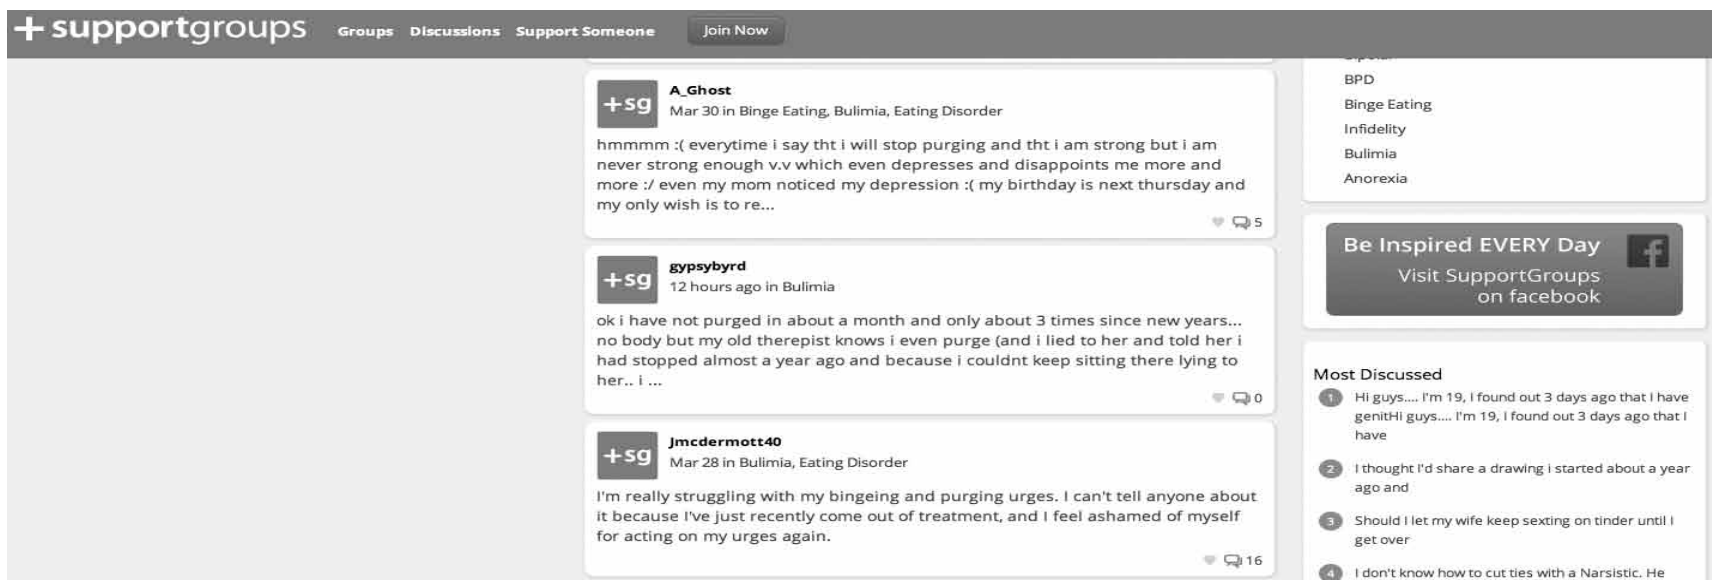 + supportgroups Groups Discussions Support Someone Join Now
+sg A_Ghost
Mar 30 in Binge Eating, Bulimia, Eating Disorder
hmmmm :( everytime i say tht i will stop purging and tht i am strong but i am
never strong enough v.v which even depresses and disappoints me more and
more :/ even my mom noticed my depression :( my birthday is next thursday and
my only wish is to re...
5
+sg gypsybyrd
12 hours ago in Bulimia
ok i have not purged in about a month and only about 3 times since new years...
no body but my old therepist knows i even purge (and i lied to her and told her i
had stopped almost a year ago and because i couldnt keep sitting there lying to
her.. i ...
0
+sg Jmcdermott40
Mar 28 in Bulimia, Eating Disorder
I'm really struggling with my bingeing and purging urges. I can't tell anyone about
it because I've just recently come out of treatment, and I feel ashamed of myself
for acting on my urges again.
16
BPD
Binge Eating
Infidelity
Bulimia
Anorexia
Be Inspired EVERY Day
f
Visit SupportGroups
on facebook
Most Discussed
1 Hi guys.... I'm 19, I found out 3 days ago that I have
genitHi guys.... I'm 19, I found out 3 days ago that I
have
2 I thought I'd share a drawing i started about a year
ago and
3 Should I let my wife keep sexting on tinder until I
get over
4 I don't know how to cut ties with a Narsistic. He